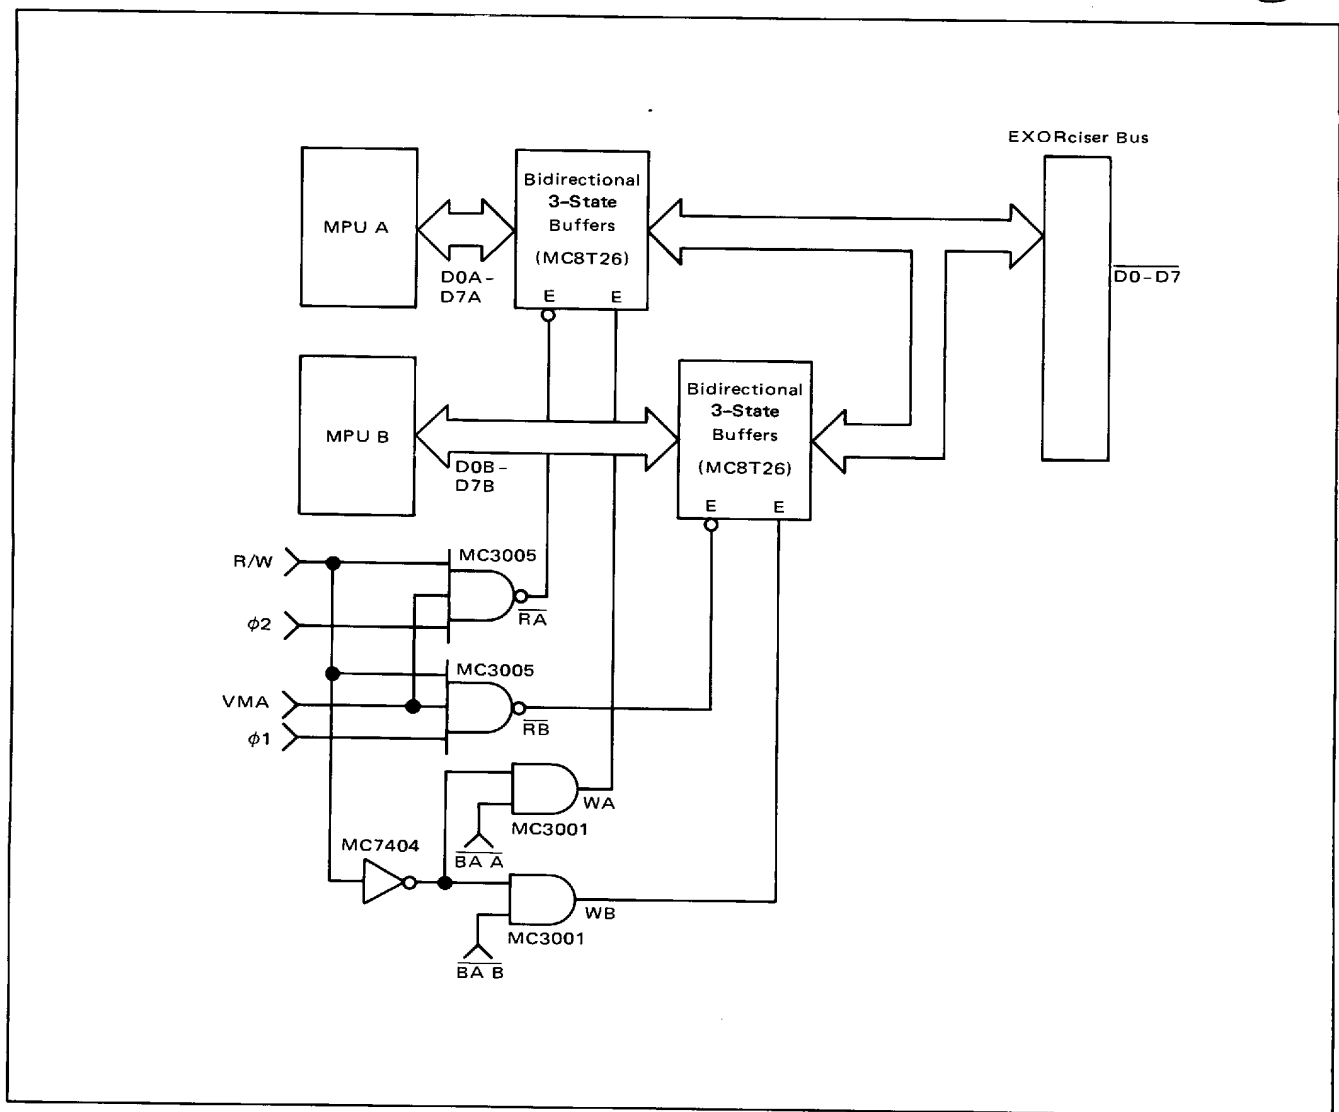 EXORciser Bus
MPU A
Bidirectional
3-State
Buffers
(MC8T26)
E E
D0A-
D7A
D0-D7
MPU B
Bidirectional
3-State
Buffers
(MC8T26)
E E
D0B-
D7B
R/W
MC3005
ϕ2
RA
MC3005
VMA
RB
ϕ1
WA
MC3001
BA A
MC7404
WB
MC3001
BA B